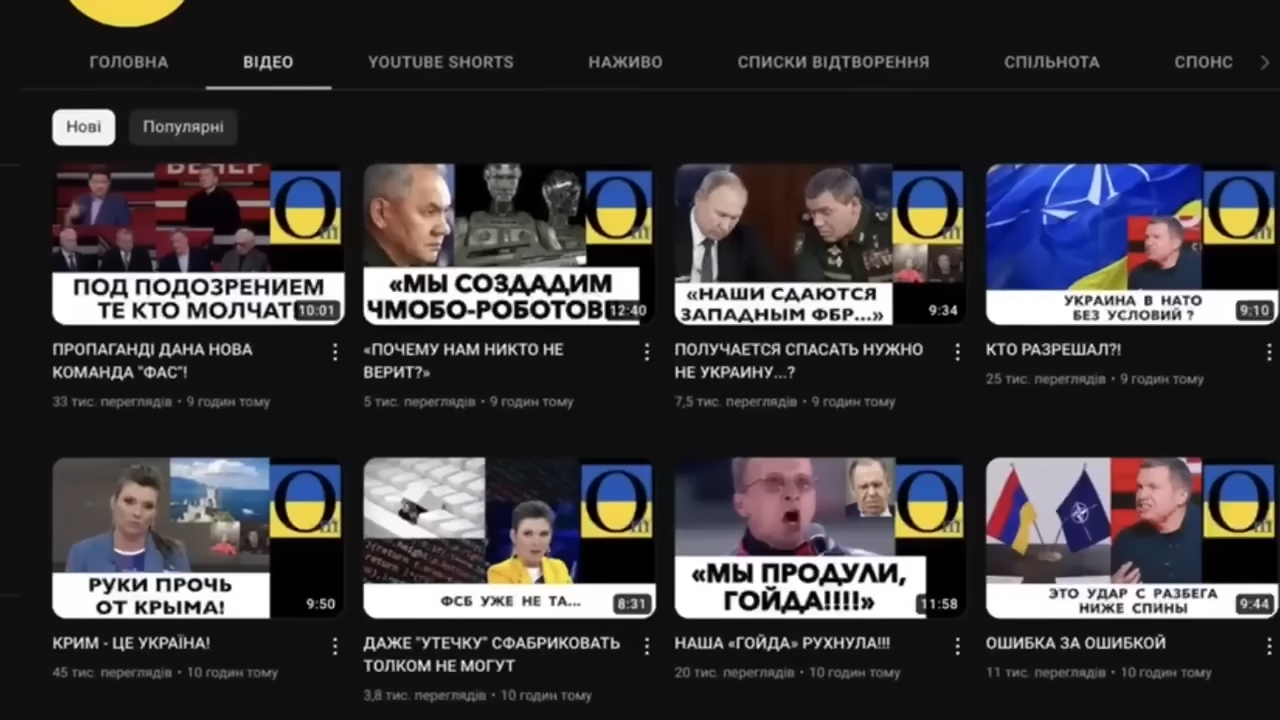 ГОЛОВНА
ВІДЕО
YOUTUBE SHORTS
НАЖИВО
СПИСКИ ВІДТВОРЕННЯ
СПІЛЬНОТА
СПОНС
Нові
Популярні
ВЕЧЕР
ПОД ПОДОЗРЕНИЕМ
ТЕ КТО МОЛЧАТ
10:01
«МЫ СОЗДАДИМ
ЧМОБО-РОБОТОВ
12:40
«НАШИ СДАЮТСЯ
ЗАПАДНЫМ ФБР...»
9:34
УКРАИНА В НАТО
БЕЗ УСЛОВИЙ ?
9:10
ПРОПАГАНДІ ДАНА НОВА
КОМАНДА "ФАС"!
33 тис. переглядів • 9 годин тому
«ПОЧЕМУ НАМ НИКТО НЕ
ВЕРИТ?»
5 тис. переглядів • 9 годин тому
ПОЛУЧАЕТСЯ СПАСАТЬ НУЖНО
НЕ УКРАИНУ...?
7,5 тис. переглядів • 9 годин тому
КТО РАЗРЕШАЛ?!
25 тис. переглядів • 9 годин тому
РУКИ ПРОЧЬ
ОТ КРЫМА!
9:50
ФСБ УЖЕ НЕ ТА...
8:31
«МЫ ПРОДУЛИ,
ГОЙДА!!!!»
11:58
ЭТО УДАР С РАЗБЕГА
НИЖЕ СПИНЫ
9:44
КРИМ - ЦЕ УКРАЇНА!
45 тис. переглядів • 10 годин тому
ДАЖЕ "УТЕЧКУ" СФАБРИКОВАТЬ
ТОЛКОМ НЕ МОГУТ
3,8 тис. переглядів • 10 годин тому
НАША «ГОЙДА» РУХНУЛА!!!
20 тис. переглядів • 10 годин тому
ОШИБКА ЗА ОШИБКОЙ
11 тис. переглядів • 10 годин тому